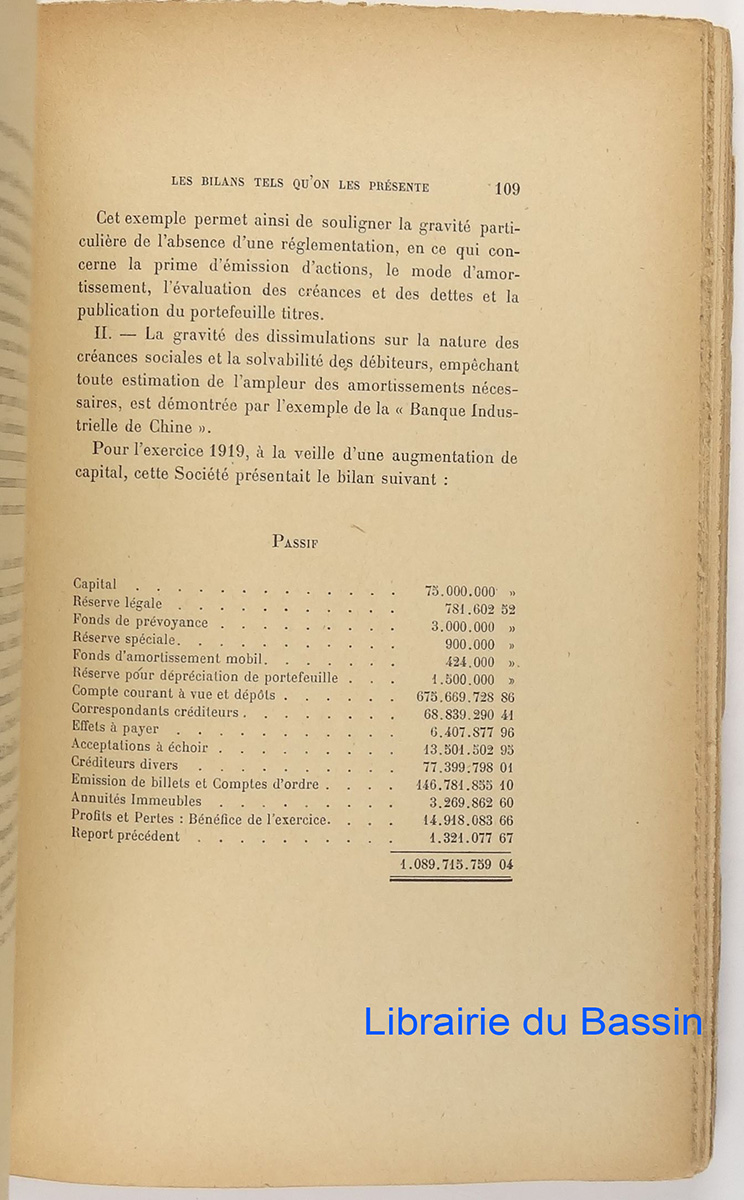 LES BILANS TELS QU'ON LES PRÉSENTE 109
Cet exemple permet ainsi de souligner la gravité parti-
culière de l'absence d'une réglementation, en ce qui con-
cerne la prime d'émission d'actions, le mode d'amor-
tissement, l'évaluation des créances et des dettes et la
publication du portefeuille titres.
II. — La gravité des dissimulations sur la nature des
créances sociales et la solvabilité des débiteurs, empêchant
toute estimation de l'ampleur des amortissements néces-
saires, est démontrée par l'exemple de la « Banque Indus-
trielle de Chine ».
Pour l'exercice 1919, à la veille d'une augmentation de
capital, cette Société présentait le bilan suivant :
PASSIF
Capital . . . . . . . . . . . . . 75.000.000 »
Réserve légale . . . . . . . . . . . 781.602 52
Fonds de prévoyance . . . . . . . . . 3.000.000 »
Réserve spéciale. . . . . . . . . . . 900.000 »
Fonds d'amortissement mobil. . . . . . . 424.000 ».
Réserve pour dépréciation de portefeuille . . . 1.500.000 »
Compte courant à vue et dépôts . . . . . . 675.669.728 86
Correspondants créditeurs . . . . . . . . 68.839.290 41
Effets à payer . . . . . . . . . . . 6.407.877 96
Acceptations à échoir . . . . . . . . . 13.501.502 95
Créditeurs divers . . . . . . . . . . 77.399.798 01
Emission de billets et Comptes d'ordre . . . . 146.781.855 10
Annuités Immeubles . . . . . . . . . 3.269.862 60
Profits et Pertes : Bénéfice de l'exercice. . . . 14.918.083 66
Report précédent . . . . . . . . . . 1.321.077 67
1.089.715.759 04
Librairie du Bassin